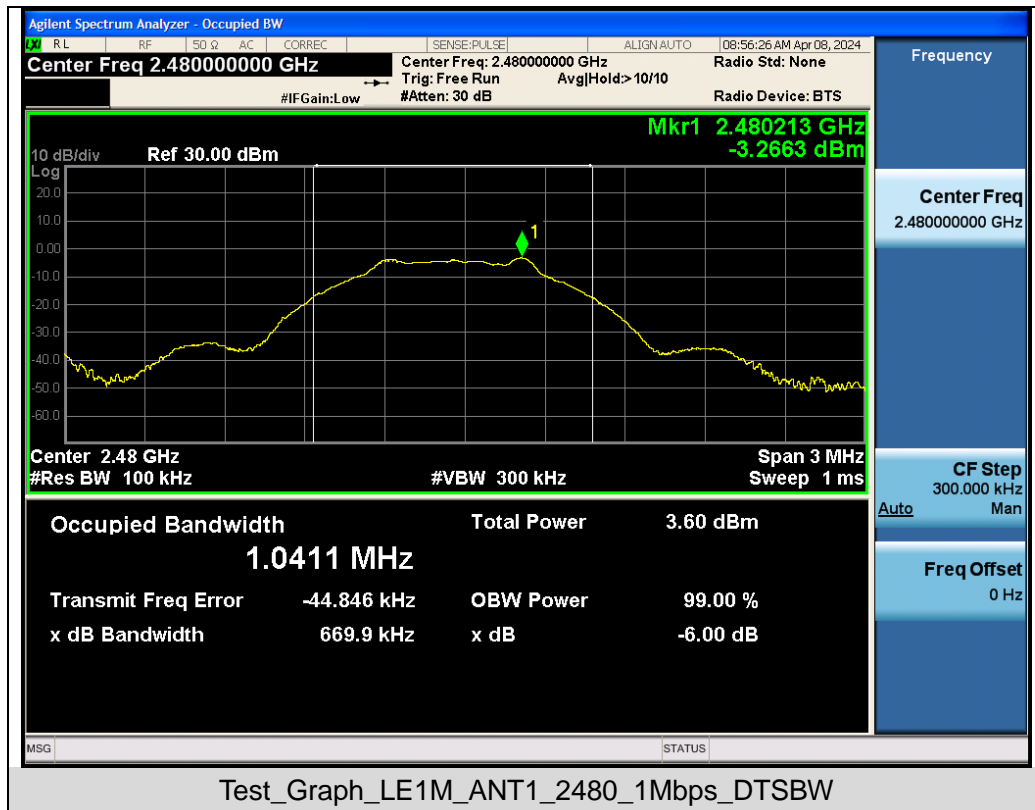 Agilent Spectrum Analyzer - Occupied BW
LXI RL RF 50 Ω AC CORREC SENSE:PULSE ALIGN AUTO 08:56:26 AM Apr 08, 2024
Center Freq 2.480000000 GHz
Center Freq: 2.480000000 GHz Radio Std: None
Trig: Free Run Avg|Hold:> 10/10
#IFGain:Low #Atten: 30 dB Radio Device: BTS
Frequency
Mkr1 2.480213 GHz
-3.2663 dBm
10 dB/div Ref 30.00 dBm
Log
20.0
10.0
0.00
-10.0
-20.0
-30.0
-40.0
-50.0
-60.0
1
Center 2.48 GHz Span 3 MHz
#Res BW 100 kHz #VBW 300 kHz Sweep 1 ms
Center Freq
2.480000000 GHz
CF Step
300.000 kHz
Auto Man
Freq Offset
0 Hz
Occupied Bandwidth Total Power 3.60 dBm
1.0411 MHz
Transmit Freq Error -44.846 kHz OBW Power 99.00 %
x dB Bandwidth 669.9 kHz x dB -6.00 dB
MSG STATUS
Test_Graph_LE1M_ANT1_2480_1Mbps_DTSBW